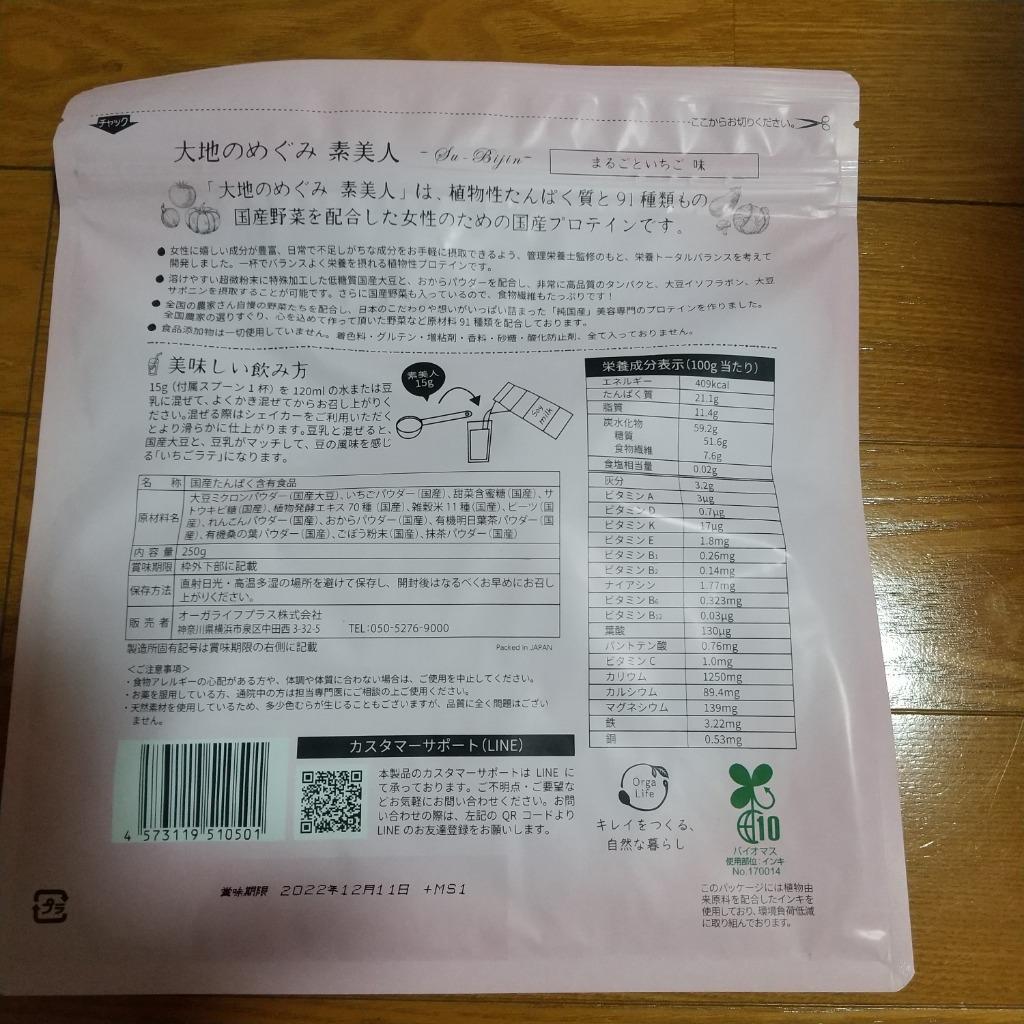 チャック
ここからお切りください。
大地のめぐみ 素美人 - Su-Bijin-
まるごといちご 味
「大地のめぐみ 素美人」は、植物性たんぱく質と91種類もの
国産野菜を配合した女性のための国産プロテインです。
● 女性に嬉しい成分が豊富、日常で不足しがちな成分をお手軽に摂取できるよう、管理栄養士監修のもと、栄養トータルバランスを考えて
開発しました。一杯でバランスよく栄養を摂れる植物性プロテインです。
● 溶けやすい超微粉末に特殊加工した低糖質国産大豆と、おからパウダーを配合し、非常に高品質のタンパクと、大豆イソフラボン、大豆
サポニンを摂取することが可能です。さらに国産野菜も入っているので、食物繊維もたっぷりです!
● 全国の農家さん自慢の野菜たちを配合し、日本のこだわりや想いがいっぱい詰まった「純国産」美容専門のプロテインを作りました。
全国農家の選りすぐり、心を込めて作って頂いた野菜など原材料91種類を配合しております。
● 食品添加物は一切使用していません。着色料・グルテン・増粘剤・香料・砂糖・酸化防止剤、全て入っておりません。
美味しい飲み方
15g(付属スプーン1杯)を120mlの水または豆
乳に混ぜて、よくかき混ぜてからお召し上がりく
ださい。混ぜる際はシェイカーをご利用いただく
とより滑らかに仕上がります。豆乳と混ぜると、
国産大豆と、豆乳がマッチして、豆の風味を感じ
る「いちごラテ」になります。
素美人
15g
Soy
milk
名 称 国産たんぱく含有食品
原材料名 大豆ミクロンパウダー(国産大豆)、いちごパウダー(国産)、甜菜含蜜糖(国産)、サ
トウキビ糖(国産)、植物発酵エキス70種(国産)、雑穀米11種(国産)、ビーツ(国
産)、れんこんパウダー(国産)、おからパウダー(国産)、有機明日葉茶パウダー(国
産)、有機桑の葉パウダー(国産)、ごぼう粉末(国産)、抹茶パウダー(国産)
内容量 250g
賞味期限 枠外下部に記載
保存方法 直射日光・高温多湿の場所を避けて保存し、開封後はなるべくお早めにお召し
上がりください。
販売者 オーガライフプラス株式会社
神奈川県横浜市泉区中田西3-32-5 TEL:050-5276-9000
製造所固有記号は賞味期限の右側に記載
Packed in JAPAN
<ご注意事項>
・食物アレルギーの心配がある方や、体調や体質に合わない場合は、ご使用を中止してください。
・お薬を服用している方、通院中の方は担当専門医にご相談の上ご使用ください。
・天然素材を使用しているため、多少色むらが生じることもございますが、品質に全く問題はござい
ません。
栄養成分表示(100g当たり)
エネルギー 409kcal
たんぱく質 21.1g
脂質 11.4g
炭水化物 59.2g
糖質 51.6g
食物繊維 7.6g
食塩相当量 0.02g
灰分 3.2g
ビタミンA 3μg
ビタミンD 0.7μg
ビタミンK 17μg
ビタミンE 1.8mg
ビタミンB1 0.26mg
ビタミンB2 0.14mg
ナイアシン 1.77mg
ビタミンB6 0.323mg
ビタミンB12 0.03μg
葉酸 130μg
パントテン酸 0.76mg
ビタミンC 1.0mg
カリウム 1250mg
カルシウム 89.4mg
マグネシウム 139mg
鉄 3.22mg
銅 0.53mg
カスタマーサポート(LINE)
本製品のカスタマーサポートは LINE に
て承っております。ご不明点・ご要望な
どお気軽にお問い合わせください。お問
い合わせの際は、左記の QR コードより
LINE のお友達登録をお願いします。
4 573119 510501
Orga
Life
キレイをつくる、
自然な暮らし
10
バイオマス
使用部位:インキ
No.170014
このパッケージには植物由
来原料を配合したインキを
使用しており、環境負荷低減
に取り組んでおります。
賞味期限 2022年12月11日 +MS1
プラ